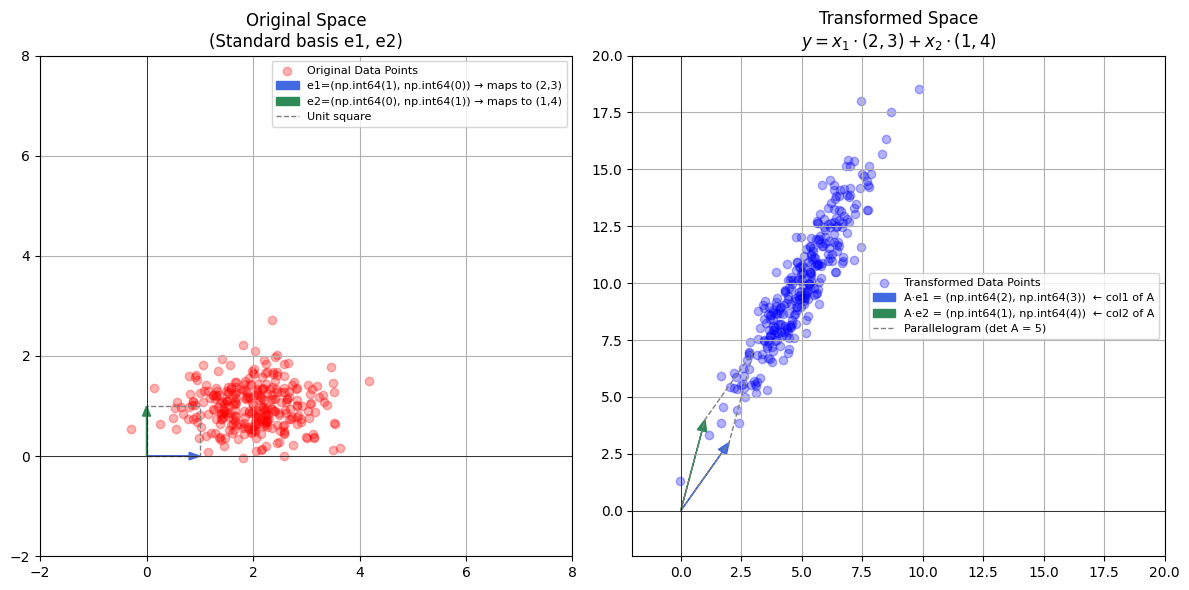 Original Space
(Standard basis e1, e2)
8
6
4
2
0
−2
−2
0
2
4
6
8
Original Data Points
e1=(np.int64(1), np.int64(0)) → maps to (2,3)
e2=(np.int64(0), np.int64(1)) → maps to (1,4)
Unit square
Transformed Space
y = x₁ · (2, 3) + x₂ · (1, 4)
20.0
17.5
15.0
12.5
10.0
7.5
5.0
2.5
0.0
0.0
2.5
5.0
7.5
10.0
12.5
15.0
17.5
20.0
Transformed Data Points
A·e1 = (np.int64(2), np.int64(3)) ← col1 of A
A·e2 = (np.int64(1), np.int64(4)) ← col2 of A
Parallelogram (det A = 5)